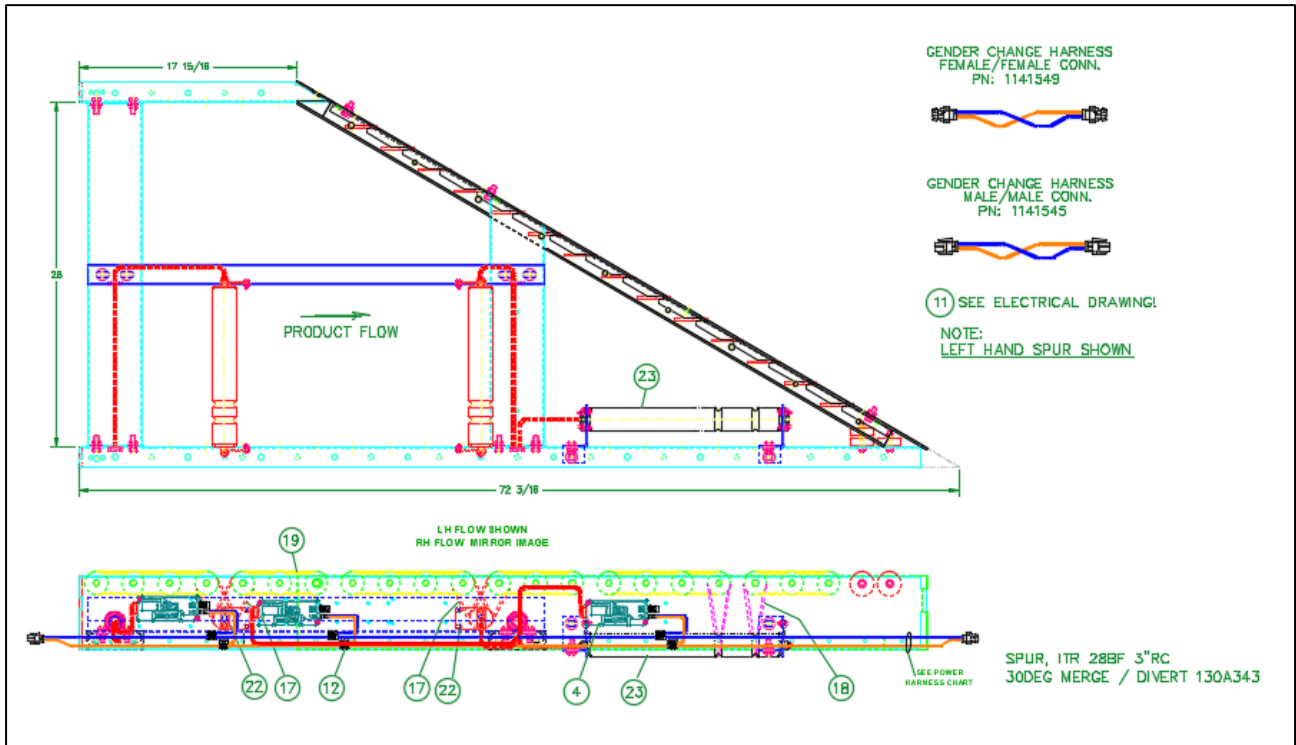 17 15/16
GENDER CHANGE HARNESS
FEMALE/FEMALE CONN.
PN: 1141549
GENDER CHANGE HARNESS
MALE/MALE CONN.
PN: 1141545
28
11 SEE ELECTRICAL DRAWING!
PRODUCT FLOW
NOTE:
LEFT HAND SPUR SHOWN
23
72 3/16
LH FLOW SHOWN
RH FLOW MIRROR IMAGE
19
22
17
12
17
22
4
23
18
SEE POWER
HARNESS CHART
SPUR, ITR 28BF 3"RC
30DEG MERGE / DIVERT 130A343